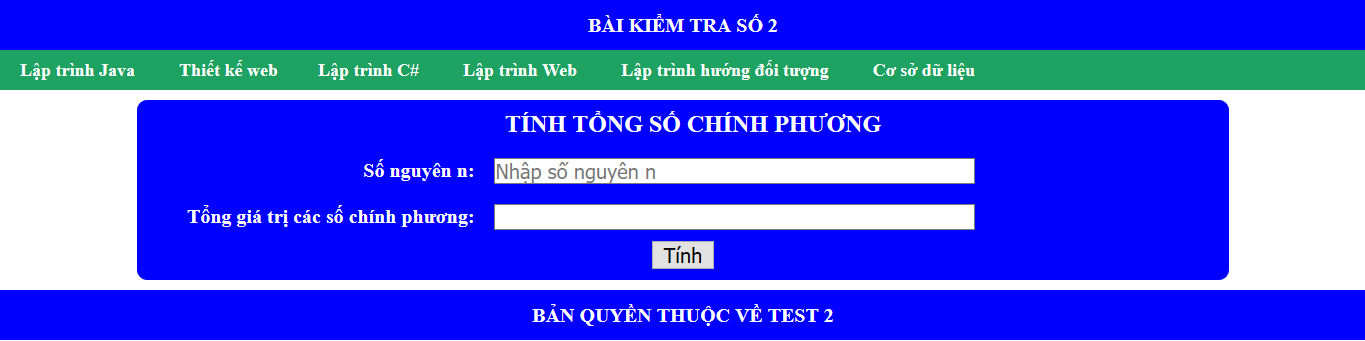 BÀI KIỂM TRA SỐ 2
Lập trình Java Thiết kế web Lập trình C# Lập trình Web Lập trình hướng đối tượng Cơ sở dữ liệu
TÍNH TỔNG SỐ CHÍNH PHƯƠNG
Số nguyên n: Nhập số nguyên n
Tổng giá trị các số chính phương:
Tính
BẢN QUYỀN THUỘC VỀ TEST 2